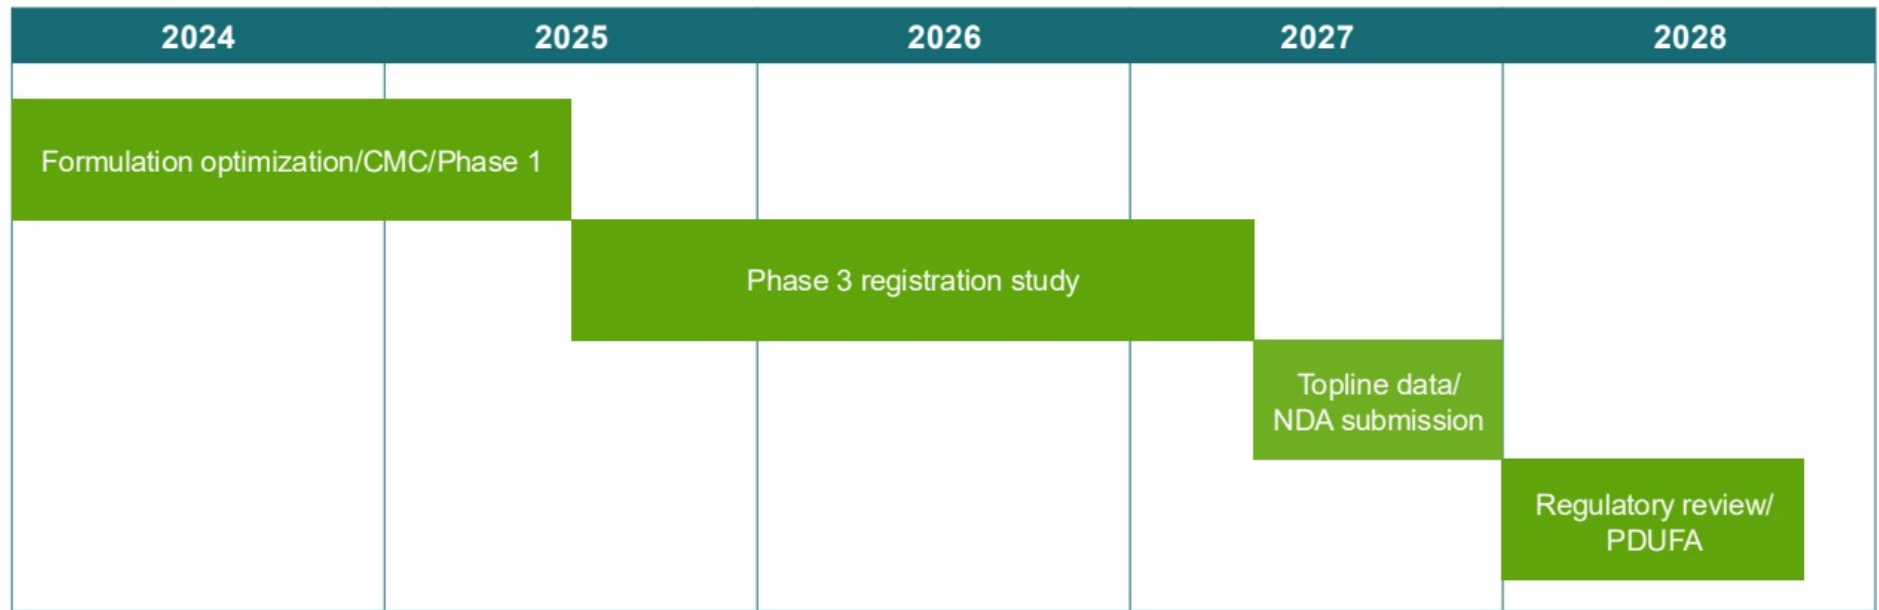 2024 2025 2026 2027 2028
Formulation optimization/CMC/Phase 1
Phase 3 registration study
Topline data/
NDA submission
Regulatory review/
PDUFA